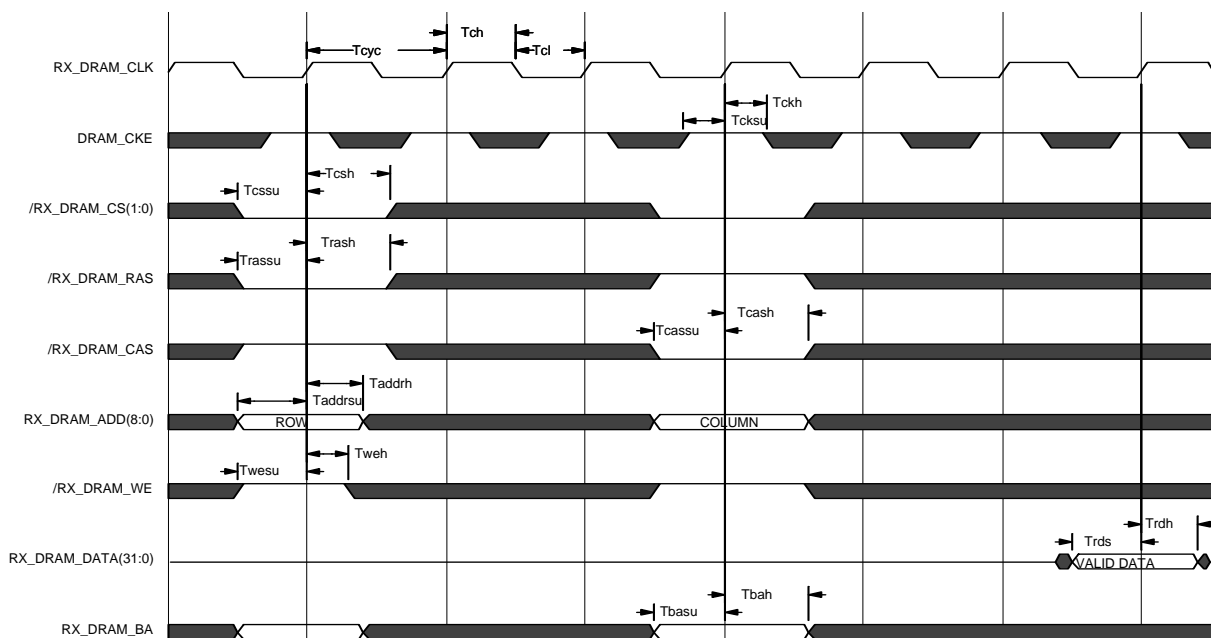 Tch
Tcyc
Tcl
RX_DRAM_CLK
Tckh
Tcksu
DRAM_CKE
Tcsh
Tcssu
/RX_DRAM_CS(1:0)
Trash
Trassu
/RX_DRAM_RAS
Tcash
Tcassu
/RX_DRAM_CAS
Taddrh
Taddrsu
RX_DRAM_ADD(8:0)
ROW
COLUMN
Tweh
Twesu
/RX_DRAM_WE
Trdh
Trds
RX_DRAM_DATA(31:0)
VALID DATA
Tbah
Tbasu
RX_DRAM_BA